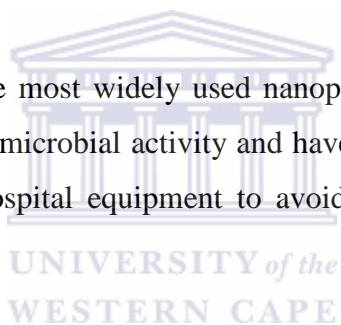 e most widely used nanop
microbial activity and have
ospital equipment to avoid
UNIVERSITY of the
WESTERN CAPE